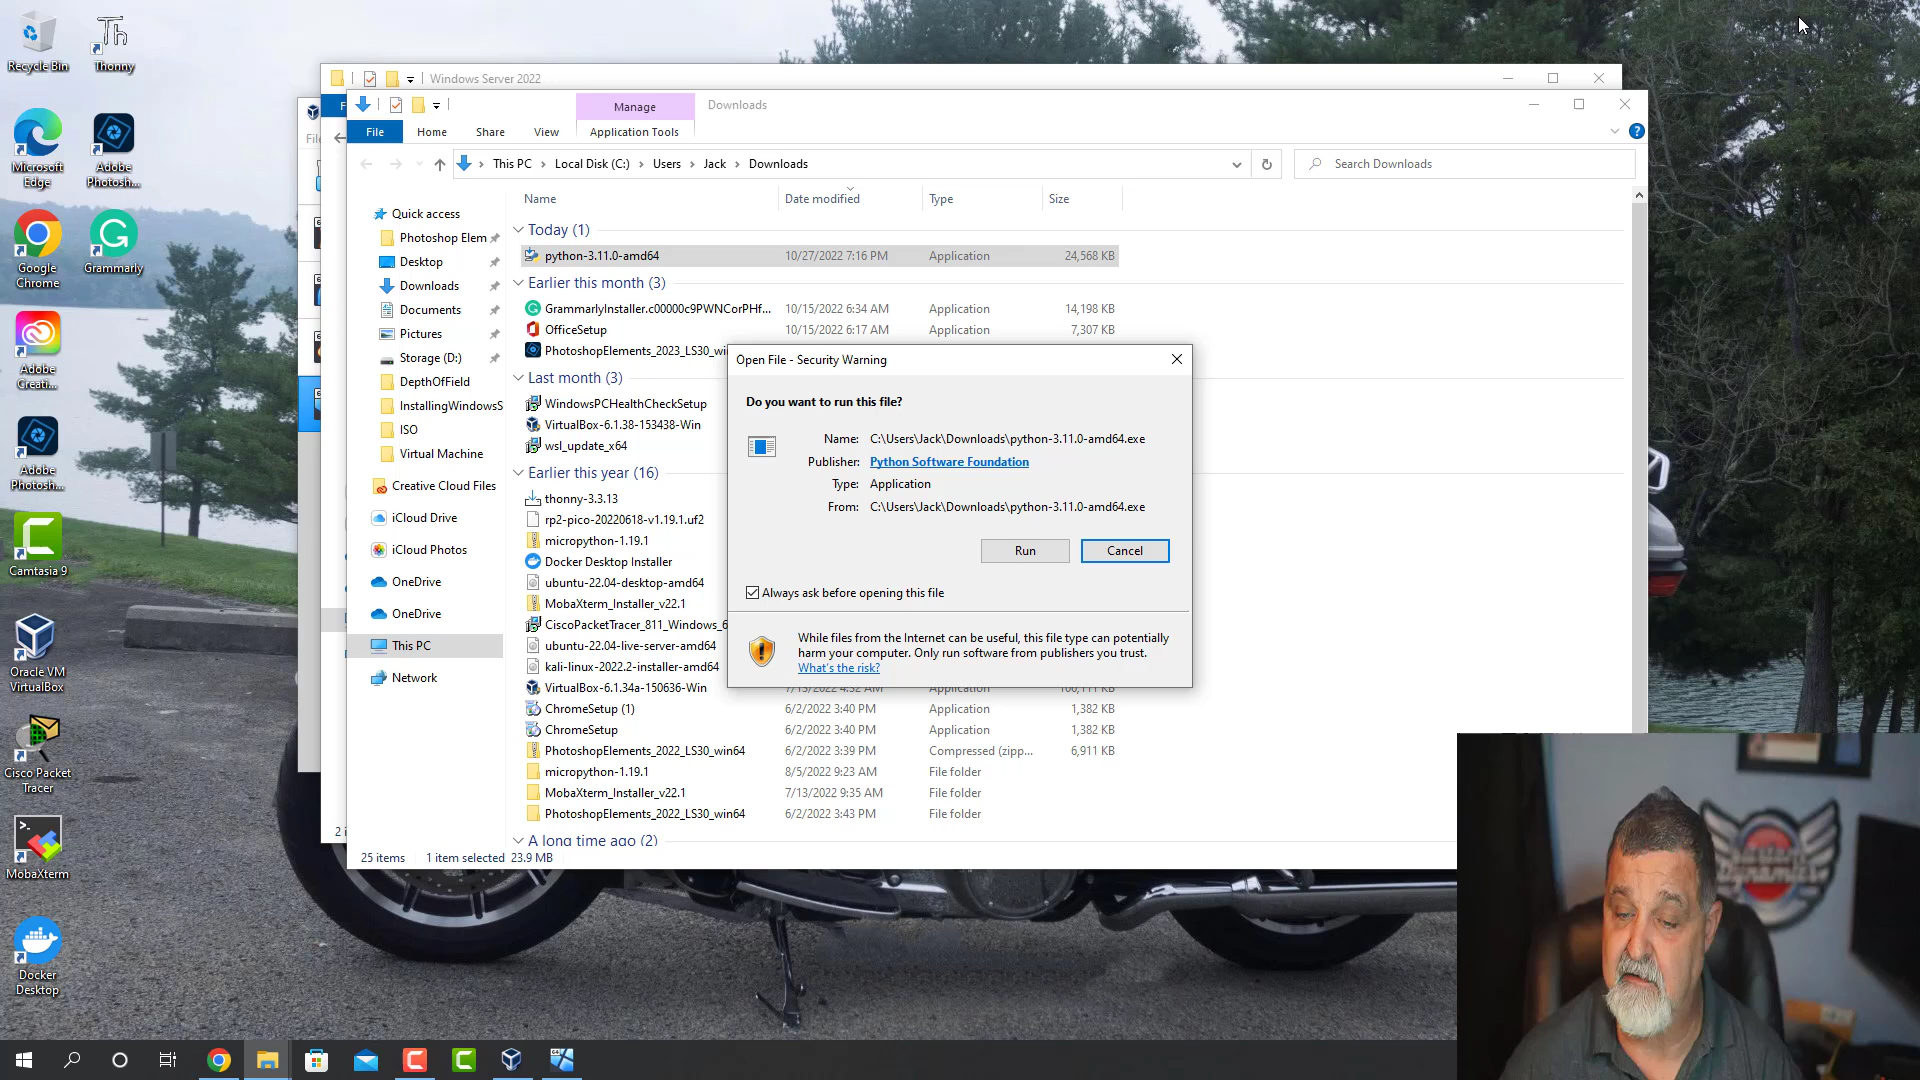 Recycle Bin
Thonny
Microsoft Edge
Adobe Photosh...
Google Chrome
Grammarly
Adobe Creati...
Adobe Photosh...
Camtasia 9
Oracle VM VirtualBox
Cisco Packet Tracer
MobaXterm
Docker Desktop
Windows Server 2022
Manage
Downloads
File
Home
Share
View
Application Tools
This PC
Local Disk (C:)
Users
Jack
Downloads
Search Downloads
Quick access
Photoshop Elem
Desktop
Downloads
Documents
Pictures
Storage (D:)
DepthOfField
InstallingWindowsS
ISO
Virtual Machine
Creative Cloud Files
iCloud Drive
iCloud Photos
OneDrive
OneDrive
This PC
Network
Name Date modified Type Size
Today (1)
python-3.11.0-amd64 10/27/2022 7:16 PM Application 24,568 KB
Earlier this month (3)
GrammarlyInstaller.c00000c9PWNCorPHf... 10/15/2022 6:34 AM Application 14,198 KB
OfficeSetup 10/15/2022 6:17 AM Application 7,307 KB
PhotoshopElements_2023_LS30_wi
Last month (3)
WindowsPCHealthCheckSetup
VirtualBox-6.1.38-153438-Win
wsl_update_x64
Earlier this year (16)
thonny-3.3.13
rp2-pico-20220618-v1.19.1.uf2
micropython-1.19.1
Docker Desktop Installer
ubuntu-22.04-desktop-amd64
MobaXterm_Installer_v22.1
CiscoPacketTracer_811_Windows_6
ubuntu-22.04-live-server-amd64
kali-linux-2022.2-installer-amd64
VirtualBox-6.1.34a-150636-Win
ChromeSetup (1) 6/2/2022 3:40 PM Application 1,382 KB
ChromeSetup 6/2/2022 3:40 PM Application 1,382 KB
PhotoshopElements_2022_LS30_win64 6/2/2022 3:39 PM Compressed (zipp... 6,911 KB
micropython-1.19.1 8/5/2022 9:23 AM File folder
MobaXterm_Installer_v22.1 7/13/2022 9:35 AM File folder
PhotoshopElements_2022_LS30_win64 6/2/2022 3:43 PM File folder
A long time ago (2)
25 items 1 item selected 23.9 MB
Open File - Security Warning
Do you want to run this file?
Name: C:\Users\Jack\Downloads\python-3.11.0-amd64.exe
Publisher: Python Software Foundation
Type: Application
From: C:\Users\Jack\Downloads\python-3.11.0-amd64.exe
Run
Cancel
Always ask before opening this file
While files from the Internet can be useful, this file type can potentially
harm your computer. Only run software from publishers you trust.
What's the risk?